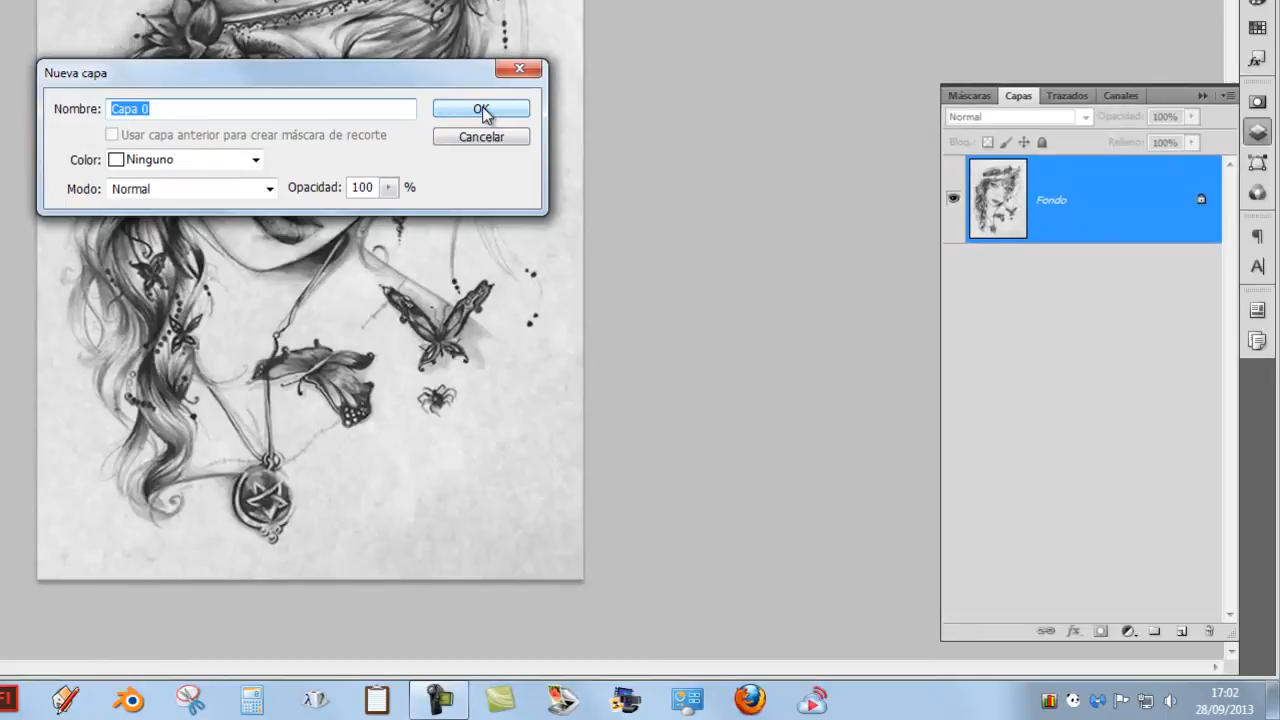 Nueva capa
Nombre: Capa 0 OK
Usar capa anterior para crear máscara de recorte Cancelar
Color: Ninguno
Modo: Normal Opacidad: 100 %
Máscaras Capas Trazados Canales
Normal Opacidad: 100%
Bloq.: Relleno: 100%
Fondo
17:02
28/09/2013